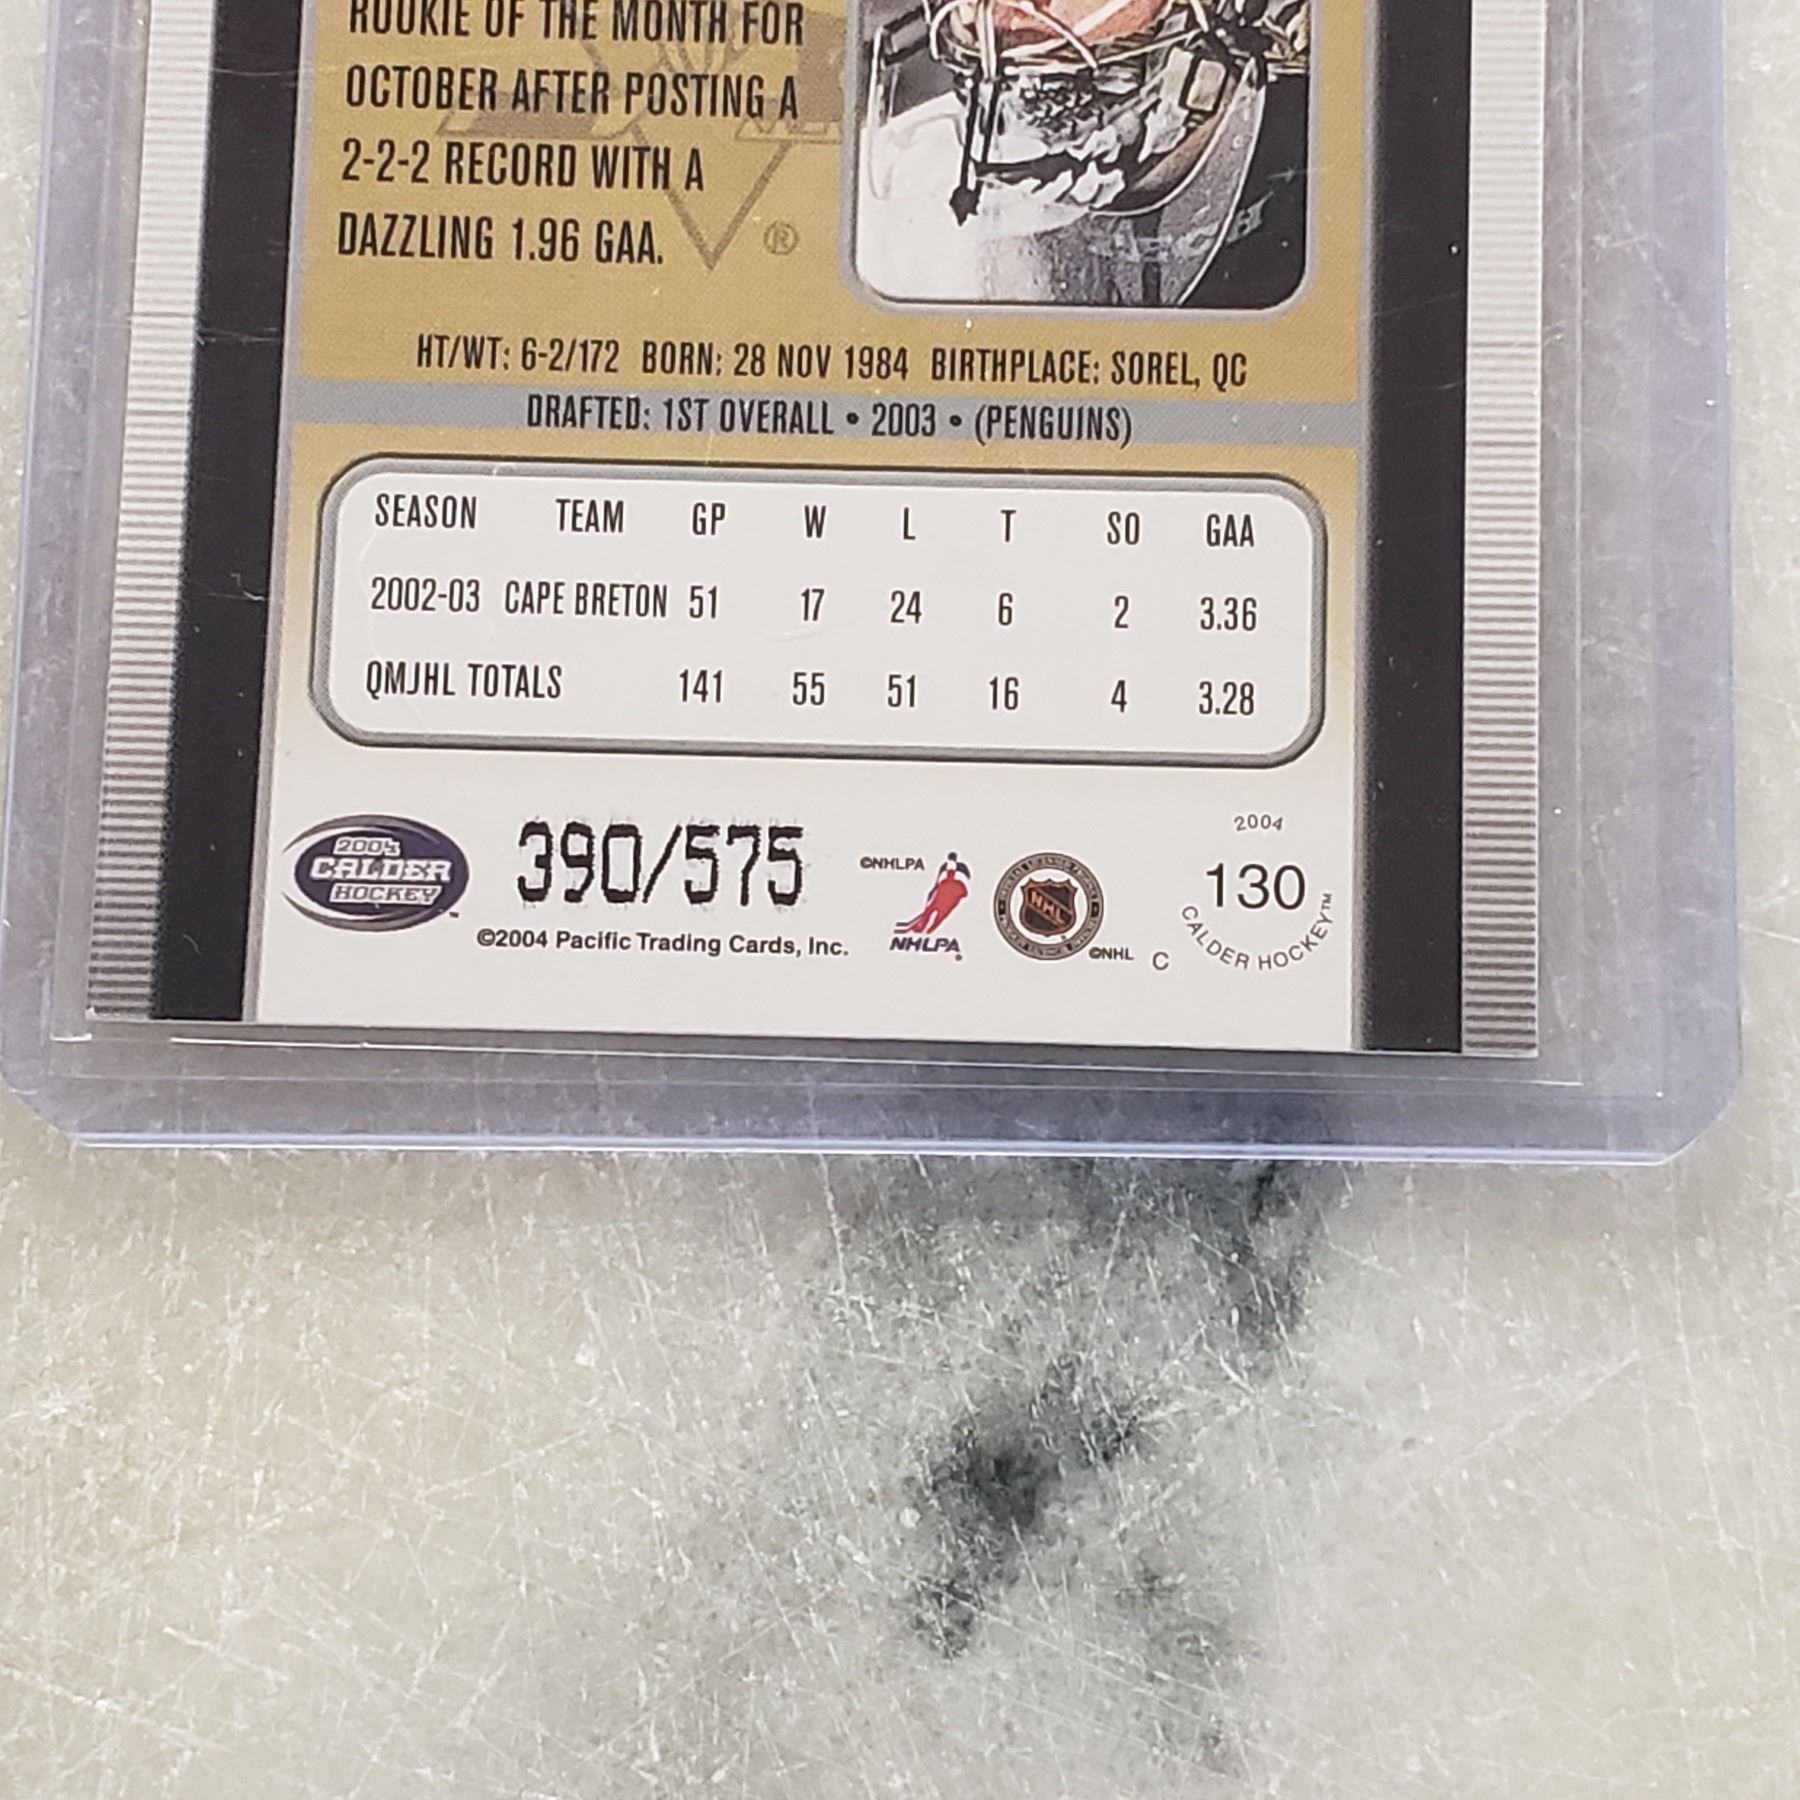 ROOKIE OF THE MONTH FOR
OCTOBER AFTER POSTING A
2-2-2 RECORD WITH A
DAZZLING 1.96 GAA.
®
HT/WT: 6-2/172 BORN: 28 NOV 1984 BIRTHPLACE: SOREL, QC
DRAFTED: 1ST OVERALL • 2003 • (PENGUINS)
SEASON TEAM GP W L T SO GAA
2002-03 CAPE BRETON 51 17 24 6 2 3.36
QMJHL TOTALS 141 55 51 16 4 3.28
2004
CALDER
HOCKEY™
390/575
©2004 Pacific Trading Cards, Inc.
©NHLPA
NHLPA®
NHL
©NHL C
2004
130
CALDER HOCKEY™